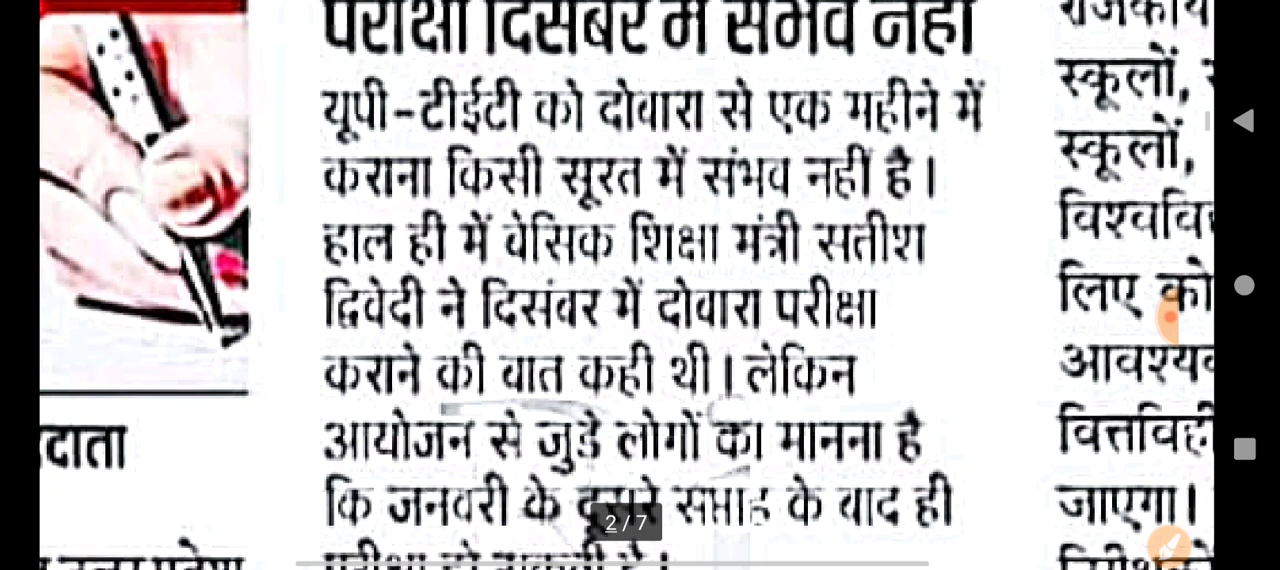 परीक्षा दिसंबर में संभव नहीं
यूपी-टीईटी को दोवारा से एक महीने में
कराना किसी सूरत में संभव नहीं है।
हाल ही में वेसिक शिक्षा मंत्री सतीश
द्विवेदी ने दिसंवर में दोवारा परीक्षा
कराने की वात कही थी। लेकिन
आयोजन से जुडे लोगों का मानना है
कि जनवरी के दूसरे सप्ताह के वाद ही
2 / 7
स्कूलों,
स्कूलों,
लिए को
जाएगा।